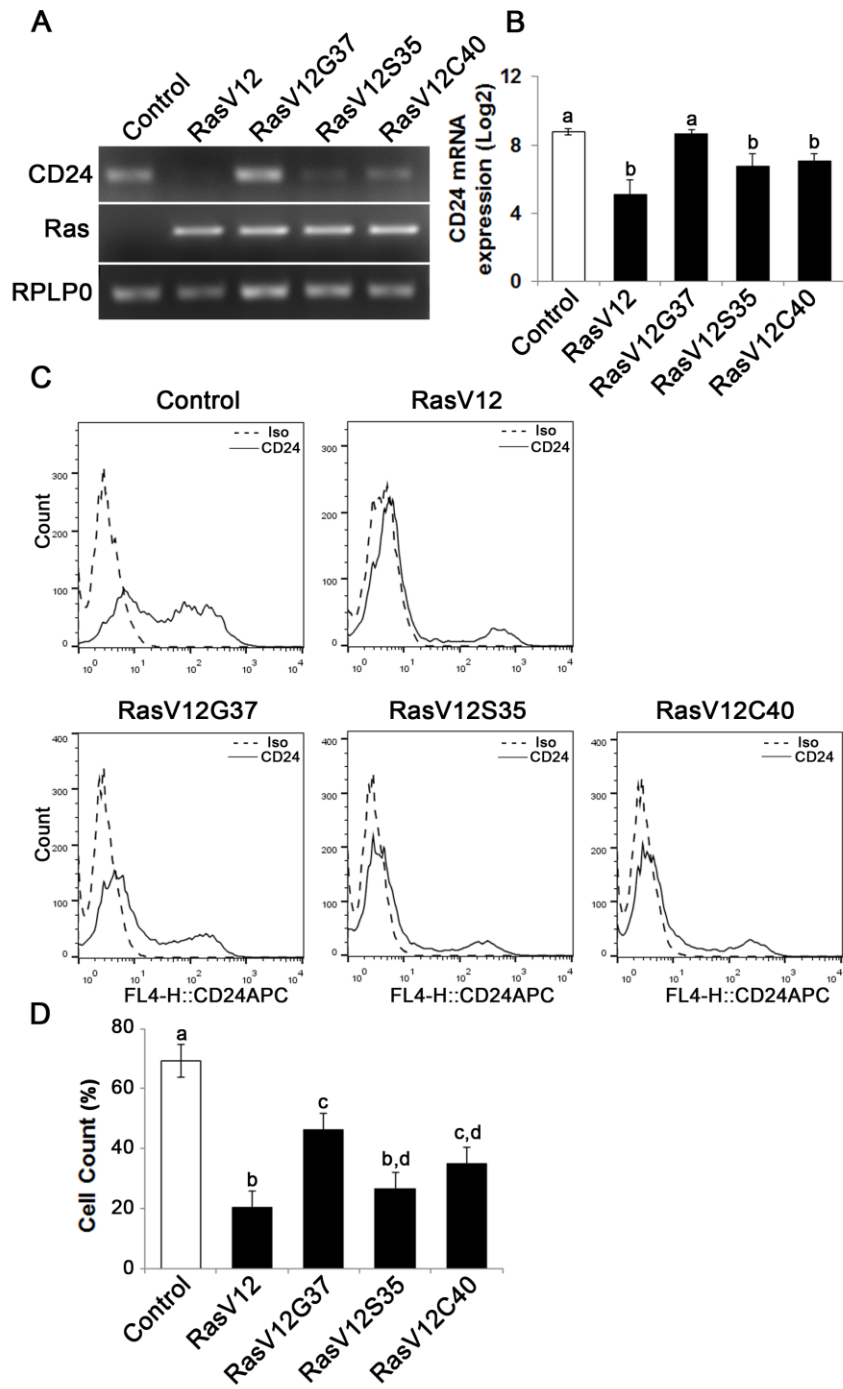 A
Control
RasV12
RasV12G37
RasV12S35
RasV12C40
CD24
Ras
RPLP0
B
CD24 mRNA
expression (Log2)
12
8
4
0
a
b
a
b
b
Control
RasV12
RasV12G37
RasV12S35
RasV12C40
C
Control
Iso
CD24
Count
300
200
100
0
10^0 10^1 10^2 10^3 10^4
RasV12
Iso
CD24
300
200
100
0
10^0 10^1 10^2 10^3 10^4
RasV12G37
Iso
CD24
Count
400
300
200
100
0
10^0 10^1 10^2 10^3 10^4
FL4-H::CD24APC
RasV12S35
Iso
CD24
400
300
200
100
0
10^0 10^1 10^2 10^3 10^4
FL4-H::CD24APC
RasV12C40
Iso
CD24
400
300
200
100
0
10^0 10^1 10^2 10^3 10^4
FL4-H::CD24APC
D
Cell Count (%)
80
60
40
20
0
a
b
c
b,d
c,d
Control
RasV12
RasV12G37
RasV12S35
RasV12C40